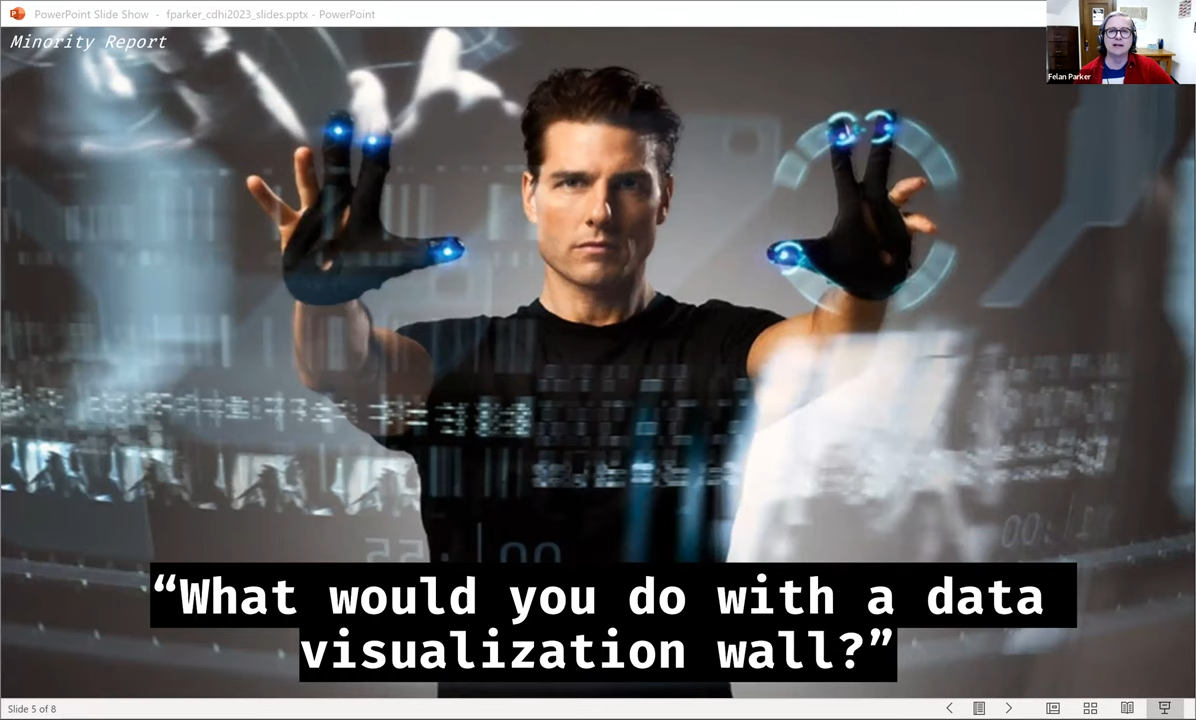 PowerPoint Slide Show - fparker_cdhi2023_slides.pptx - PowerPoint
Minority Report
Felan Parker
“What would you do with a data
visualization wall?”
Slide 5 of 8